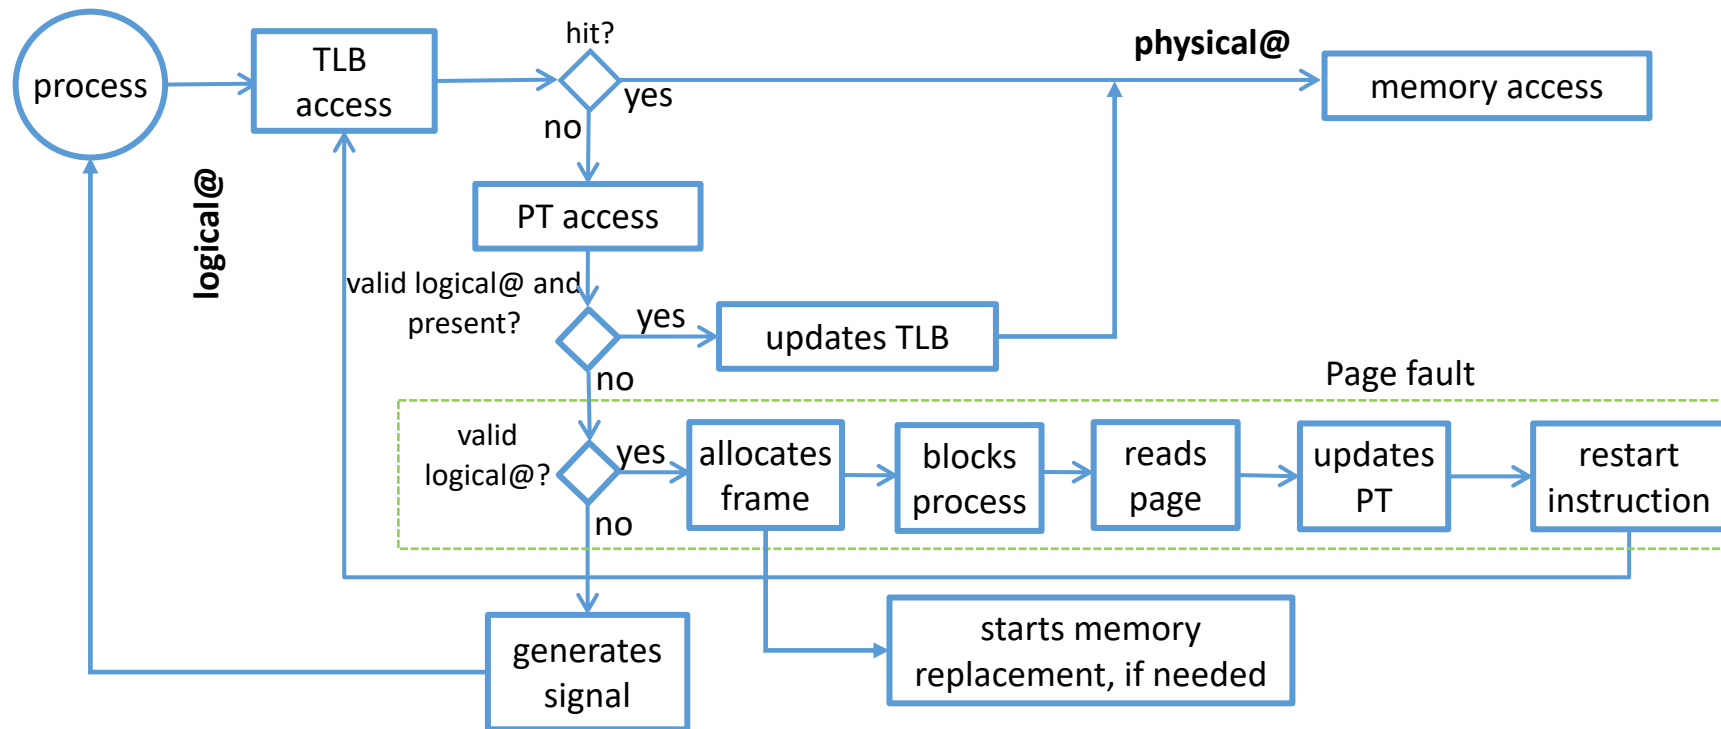 process
TLB
access
hit?
yes
no
physical@
memory access
logical@
PT access
valid logical@ and
present?
yes
no
updates TLB
Page fault
valid
logical@?
yes
no
allocates
frame
blocks
process
reads
page
updates
PT
restart
instruction
generates
signal
starts memory
replacement, if needed